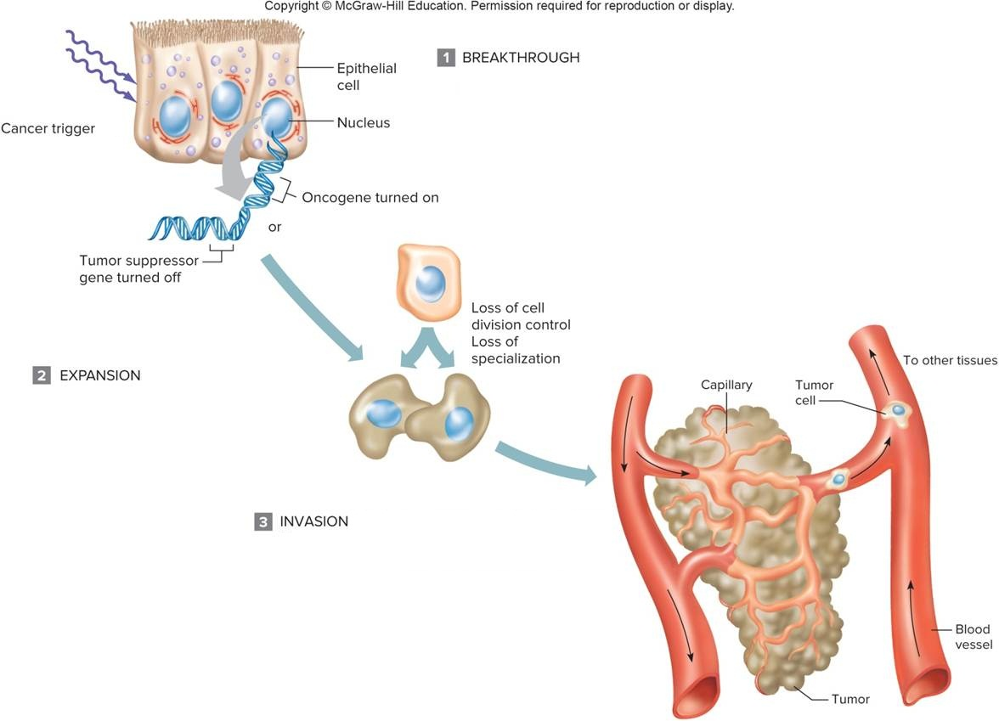 Copyright © McGraw-Hill Education. Permission required for reproduction or display.
1 BREAKTHROUGH
Epithelial
cell
Nucleus
Cancer trigger
Oncogene turned on
or
Tumor suppressor
gene turned off
Loss of cell
division control
Loss of
specialization
2 EXPANSION
To other tissues
Capillary
Tumor
cell
3 INVASION
Blood
vessel
Tumor